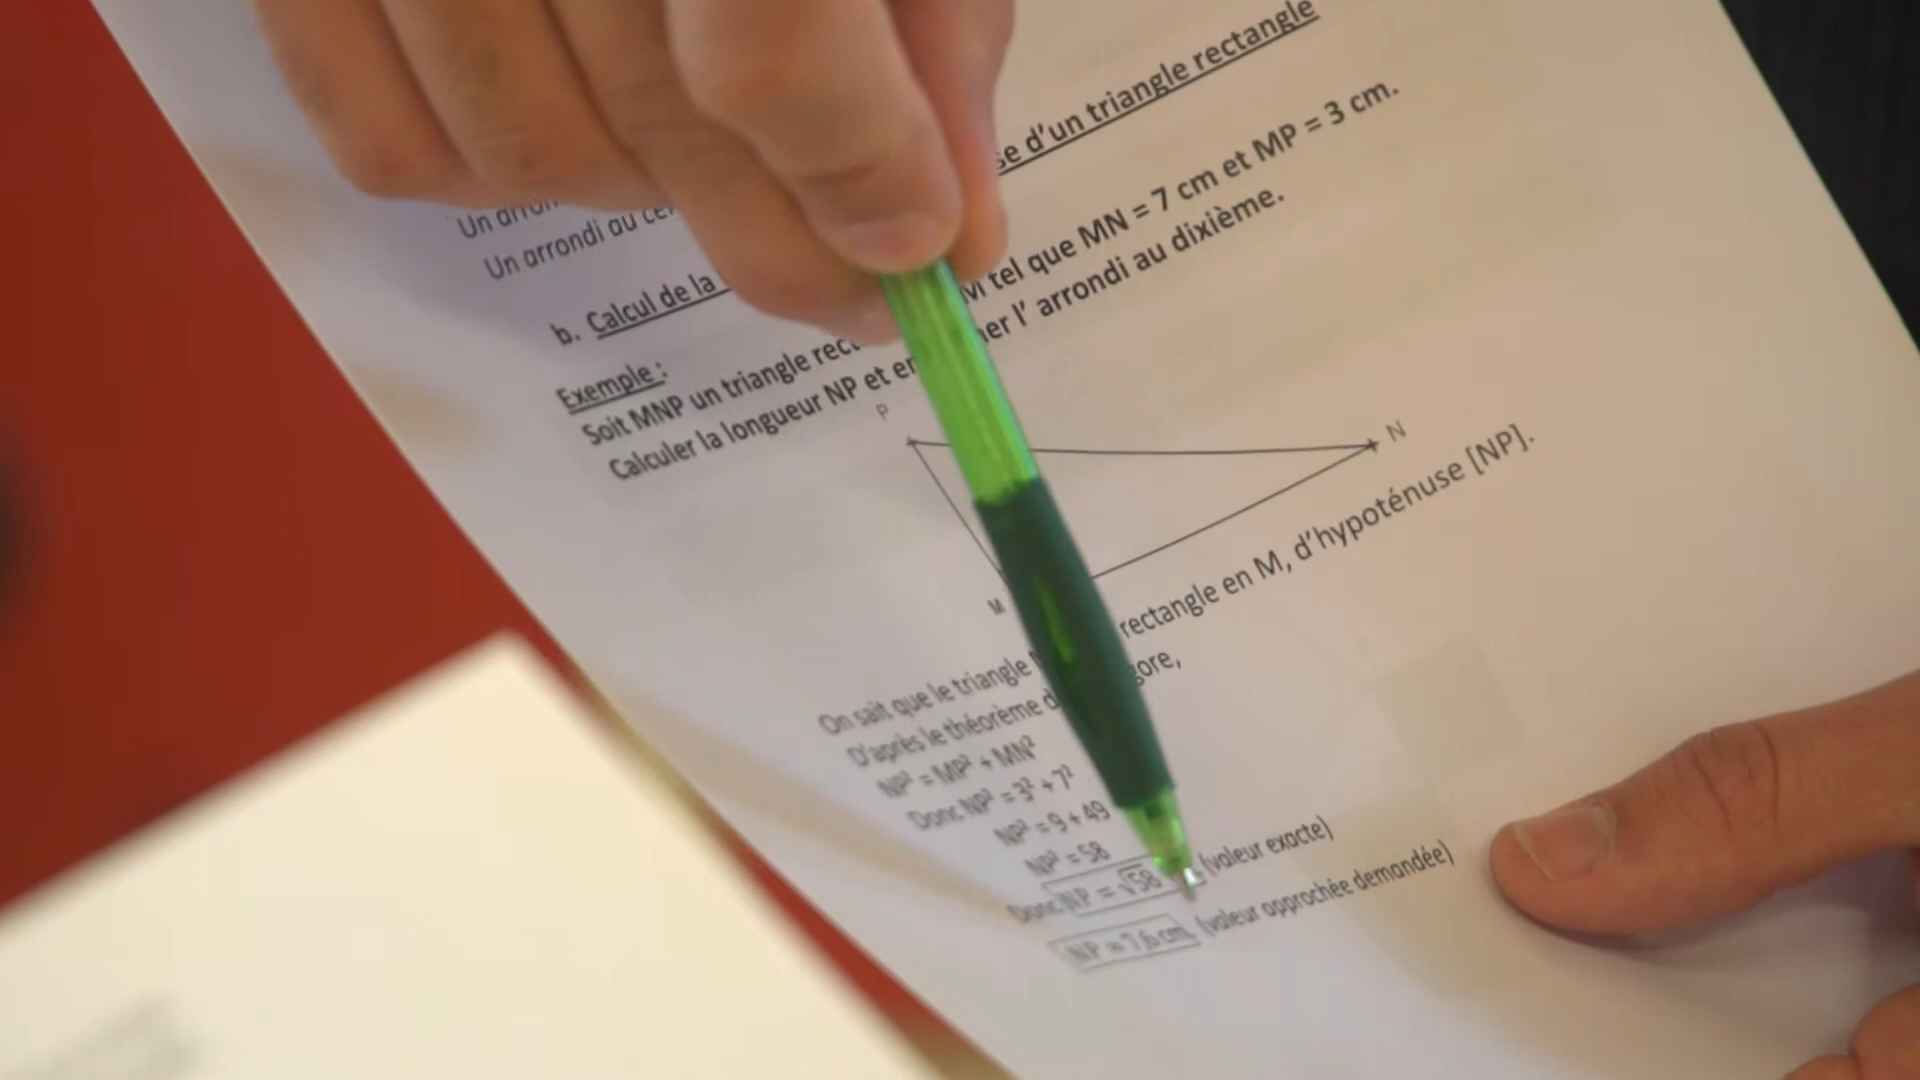 se d'un triangle rectangle
Un arron
Un arrondi au ce
b. Calcul de la
Exemple :
Soit MNP un triangle rect M tel que MN = 7 cm et MP = 3 cm.
Calculer la longueur NP et en ner l' arrondi au dixième.
P
N
M
On sait que le triangle rectangle en M, d'hypoténuse [NP].
D'après le théorème d gore,
NP² = MP² + MN²
Donc NP² = 3² + 7²
NP² = 9 + 49
NP² = 58
Donc NP = √58 (valeur exacte)
NP ≈ 7,6 cm. (valeur approchée demandée)